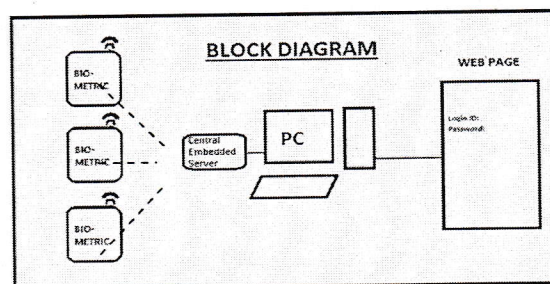 BLOCK DIAGRAM
WEB PAGE
BIO-
METRIC
BIO-
METRIC
BIO-
METRIC
Central
Embedded
Server
PC
Login ID:
Password: